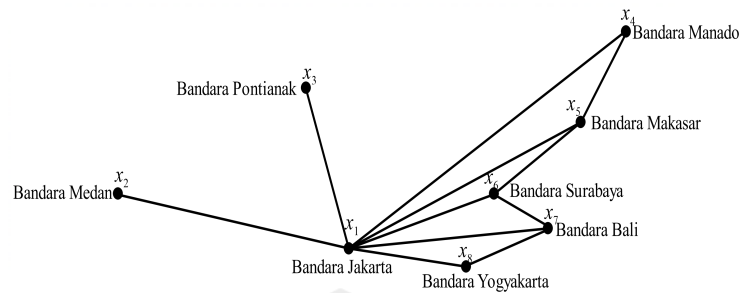 x4
Bandara Manado
x3
Bandara Pontianak
x5
Bandara Makasar
x2
Bandara Medan
x6
Bandara Surabaya
x1
x7
Bandara Bali
Bandara Jakarta
x8
Bandara Yogyakarta